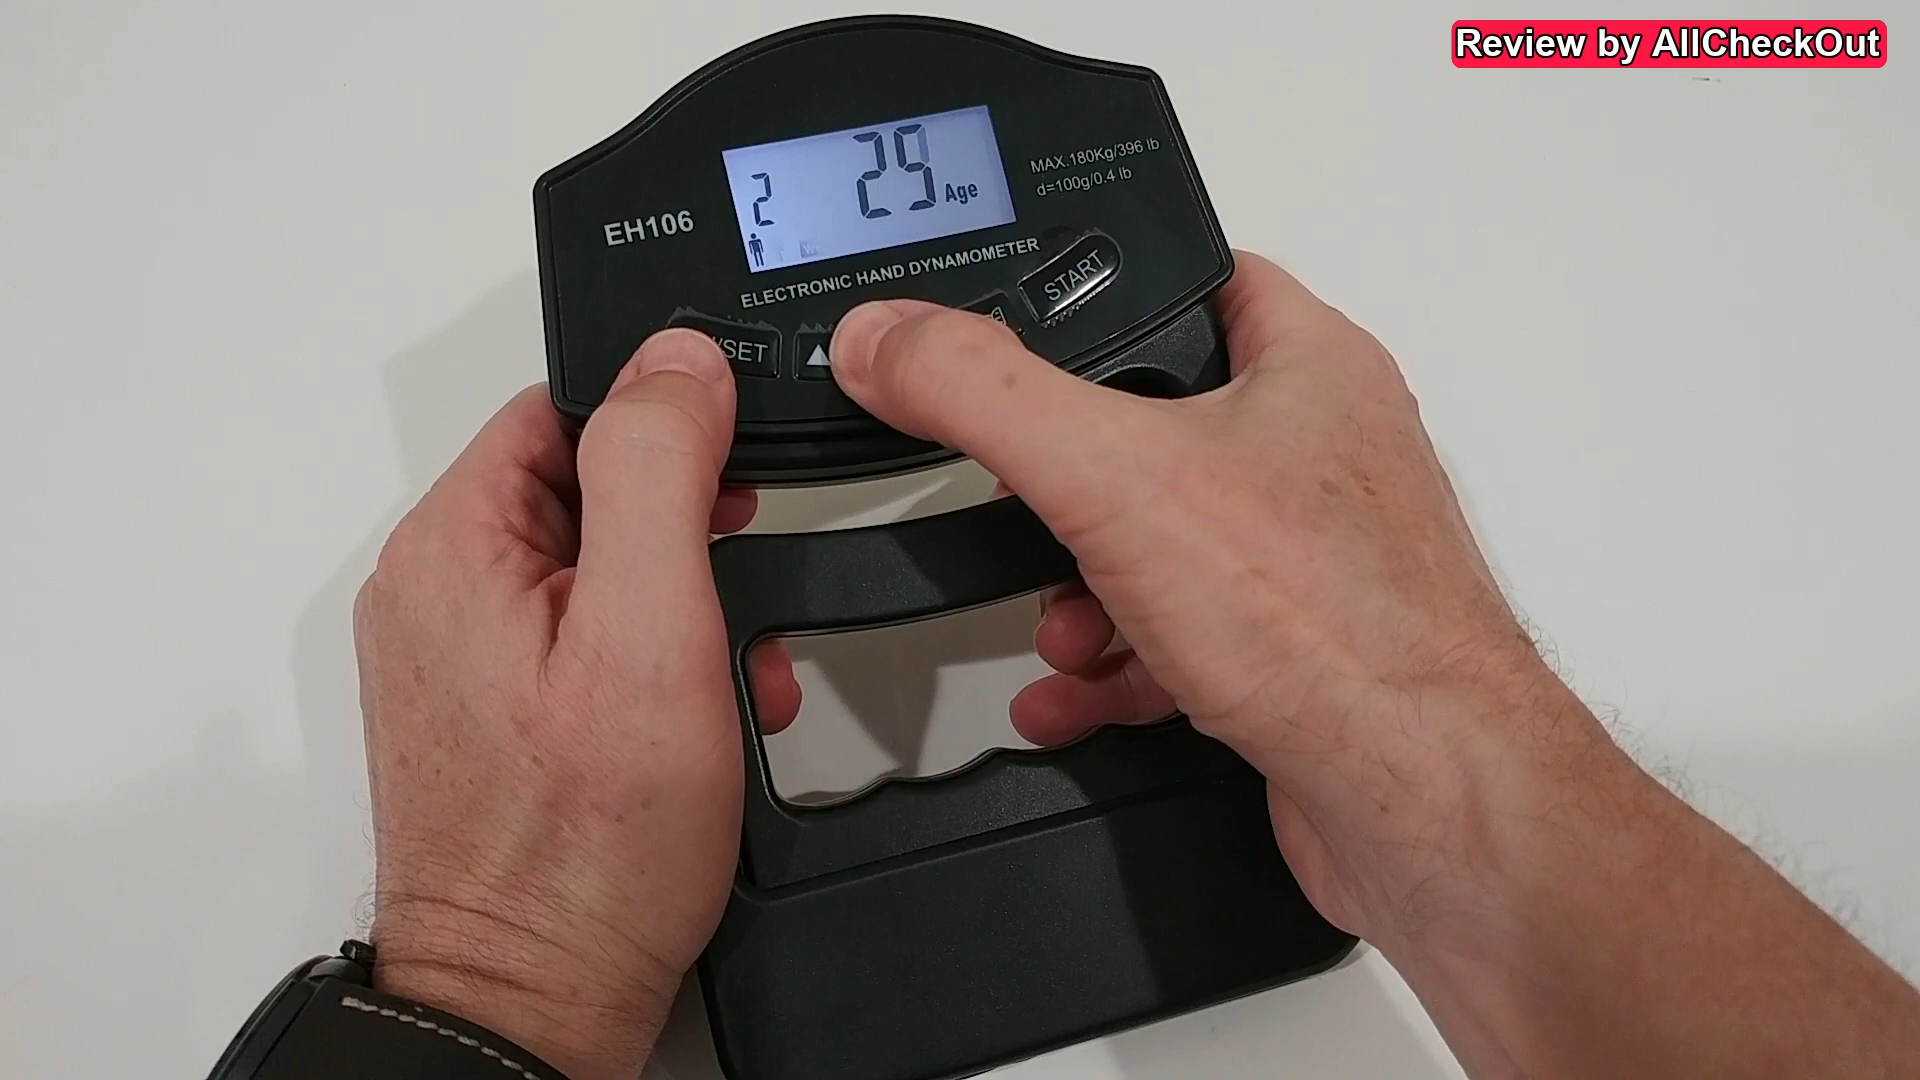 Review by AllCheckOut
MAX.180Kg/396 lb
d=100g/0.4 lb
2
Age
EH106
ELECTRONIC HAND DYNAMOMETER
START
/SET